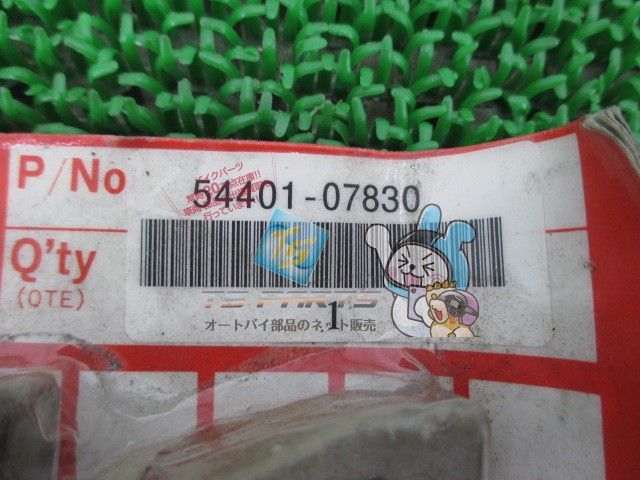 P/No
54401-07830
Q'ty
(QTE)
TS
TS PARTS
1
オートバイ部品のネット販売